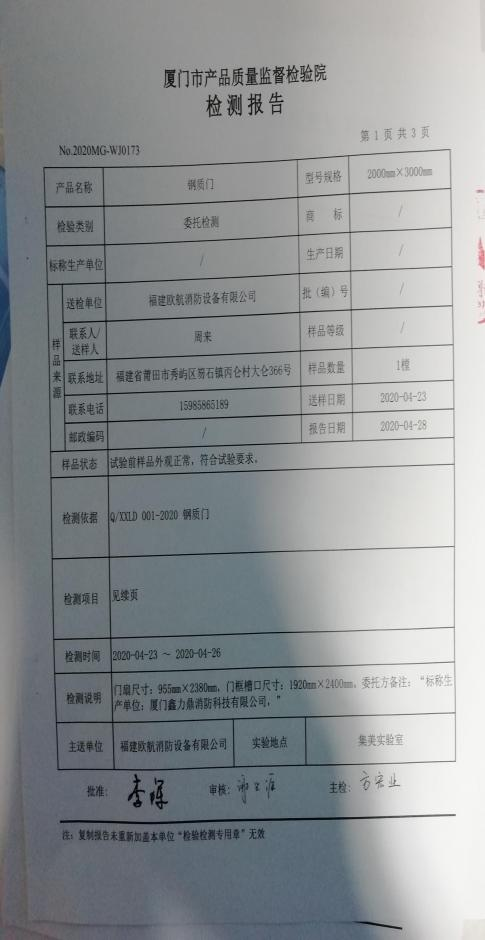 厦门市产品质量监督检验院
检测报告
No.2020MG-WJ0173
第 1 页 共 3 页
产品名称 钢质门 型号规格 2000mm×3000mm
检验类别 委托检测 商 标 /
标称生产单位 / 生产日期 /
样品来源 送检单位 福建欧航消防设备有限公司 批（编）号 /
联系人/送样人 周来 样品等级 /
联系地址 福建省莆田市秀屿区笏石镇丙仑村大仑366号 样品数量 1樘
联系电话 15985865189 送样日期 2020-04-23
邮政编码 / 报告日期 2020-04-28
样品状态 试验前样品外观正常，符合试验要求。
检测依据 Q/XXLD 001-2020 钢质门
检测项目 见续页
检测时间 2020-04-23 ～ 2020-04-26
检测说明 门扇尺寸：955mm×2380mm，门框槽口尺寸：1920mm×2400mm。委托方备注：“标称生
产单位：厦门鑫力鼎消防科技有限公司。”
主送单位 福建欧航消防设备有限公司 实验地点 集美实验室
批准： 审核： 主检：方宏业
注：复制报告未重新加盖本单位“检验检测专用章”无效